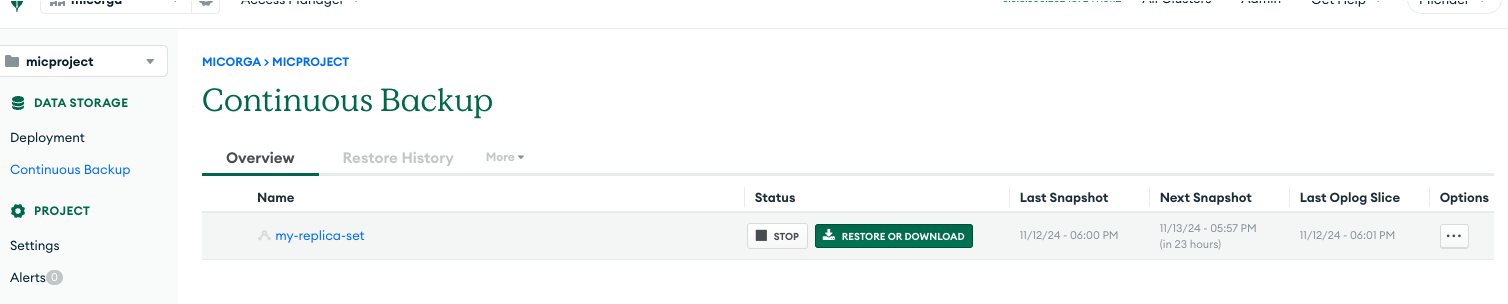 micorga
Access Manager
All Clusters
Admin
Get Help
micproject
MICORGA > MICPROJECT
DATA STORAGE
Continuous Backup
Deployment
Continuous Backup
Overview
Restore History
More
PROJECT
Settings
Alerts 0
Name
Status
Last Snapshot
Next Snapshot
Last Oplog Slice
Options
my-replica-set
STOP
RESTORE OR DOWNLOAD
11/12/24 - 06:00 PM
11/13/24 - 05:57 PM
(in 23 hours)
11/12/24 - 06:01 PM